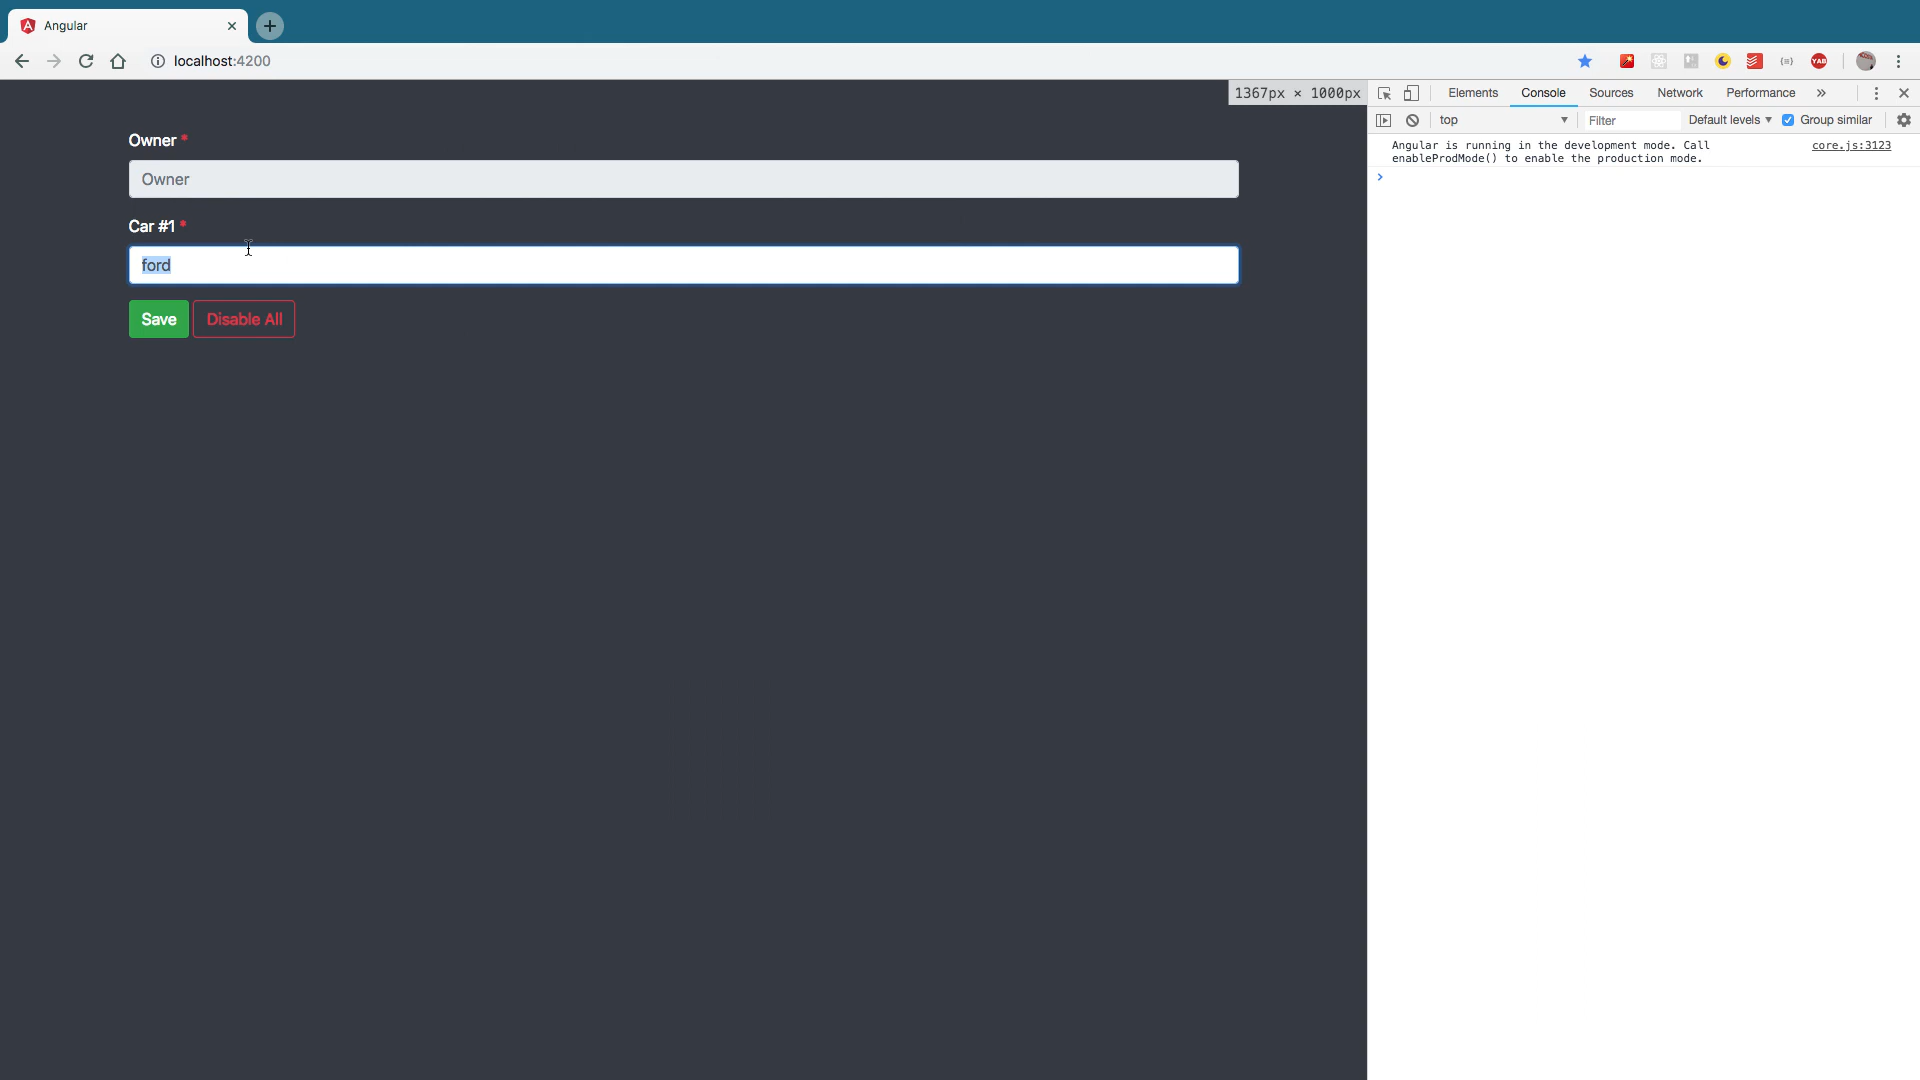 Angular
localhost:4200
YAB
1367px × 1000px
Elements Console Sources Network Performance »
top Filter Default levels Group similar
Owner *
Owner
Car #1 *
ford
Save Disable All
Angular is running in the development mode. Call core.js:3123
enableProdMode() to enable the production mode.